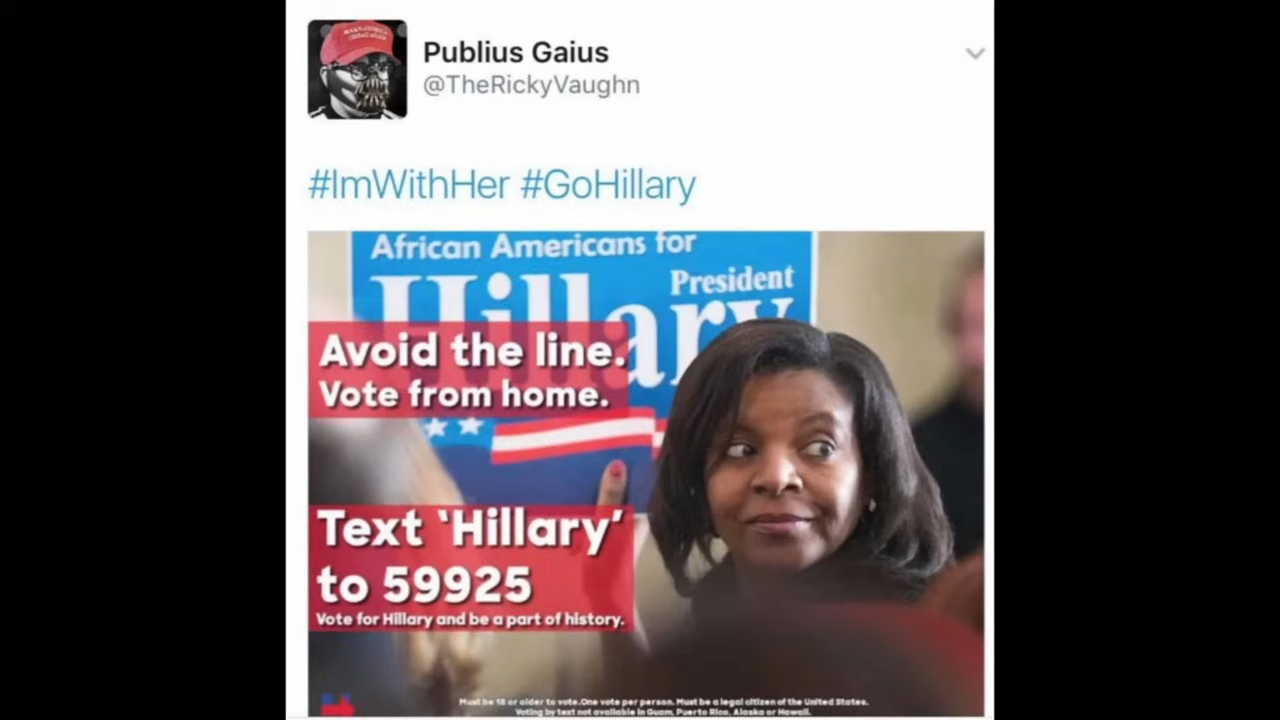 Publius Gaius
@TheRickyVaughn
#ImWithHer #GoHillary
African Americans for
Hillary
President
Avoid the line.
Vote from home.
Text ‘Hillary’
to 59925
Vote for Hillary and be a part of history.
Must be 18 or older to vote.One vote per person. Must be a legal citizen of the United States.
Voting by text not available in Guam, Puerto Rico, Alaska or Hawaii.